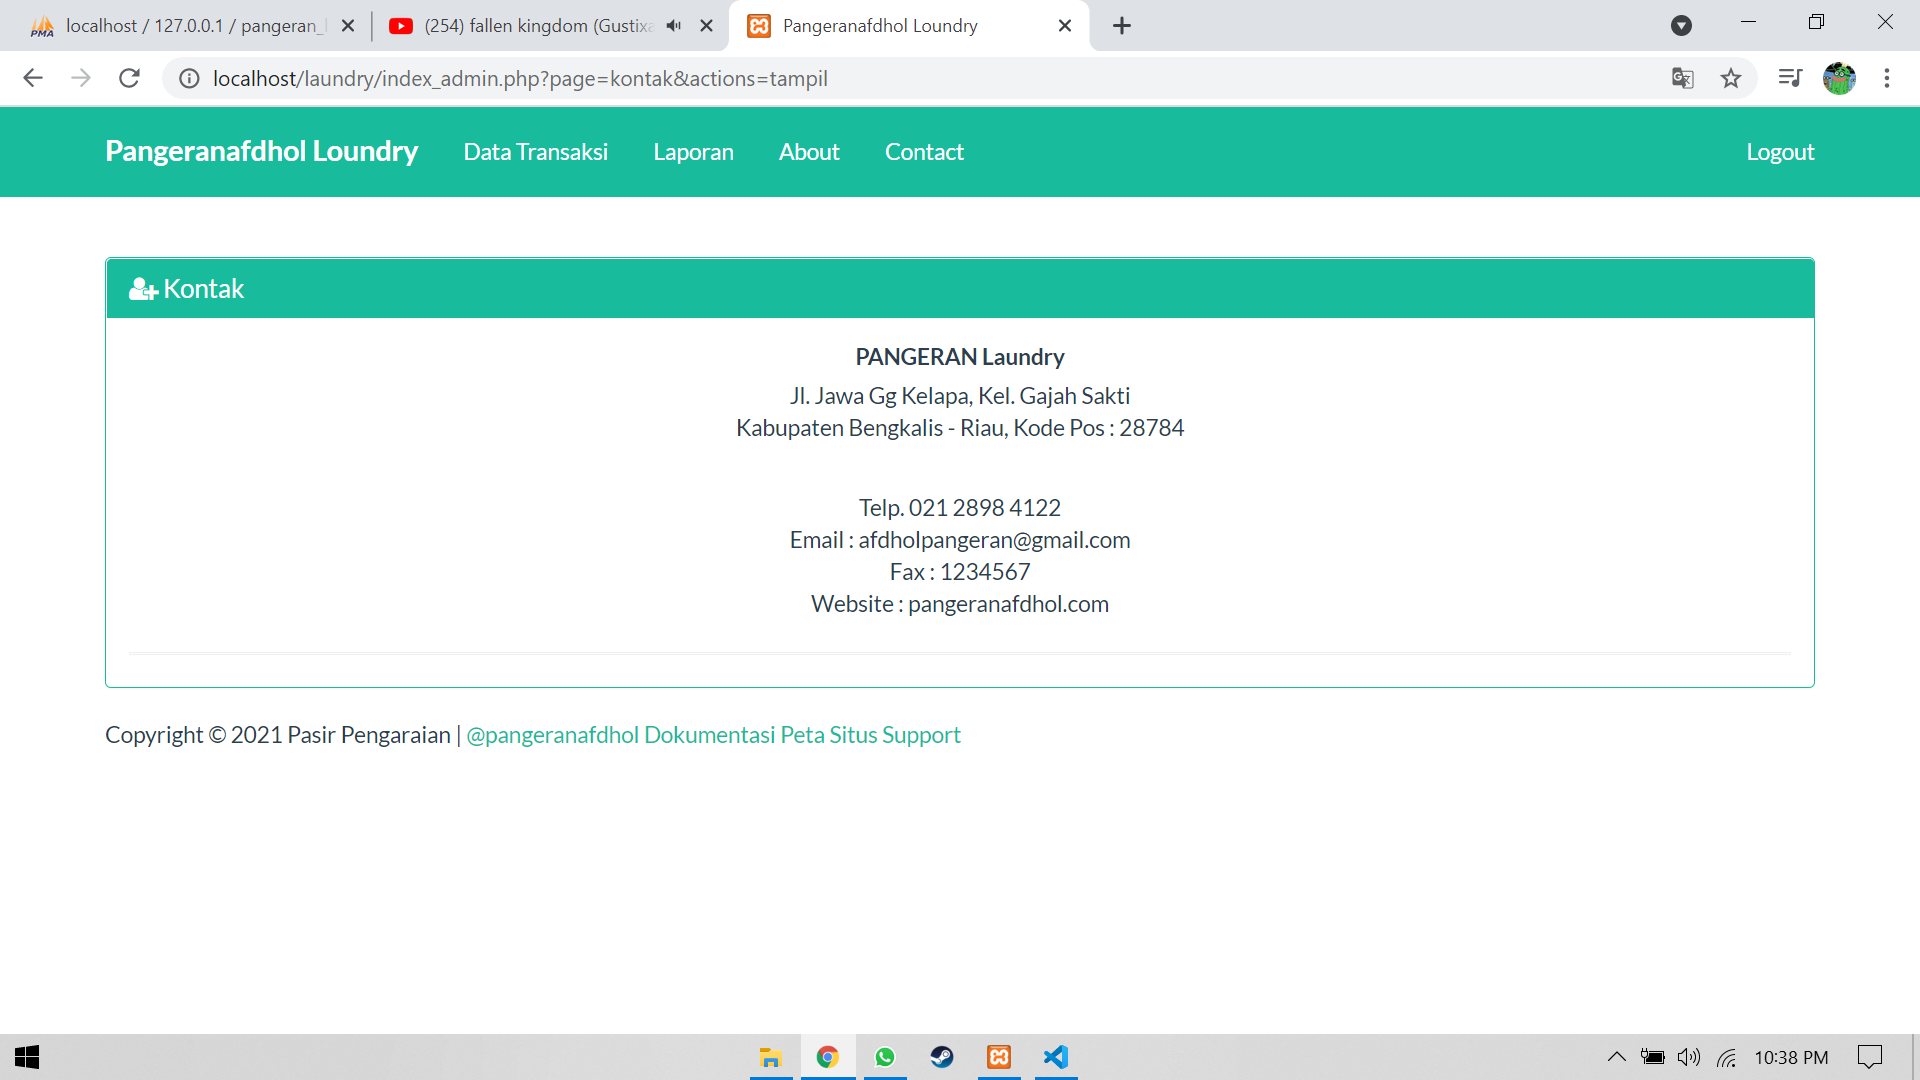 localhost / 127.0.0.1 / pangeran_l
(254) fallen kingdom (Gustixa
Pangeranafdhol Loundry
localhost/laundry/index_admin.php?page=kontak&actions=tampil
Pangeranafdhol Loundry Data Transaksi Laporan About Contact Logout
Kontak
PANGERAN Laundry
Jl. Jawa Gg Kelapa, Kel. Gajah Sakti
Kabupaten Bengkalis - Riau, Kode Pos : 28784
Telp. 021 2898 4122
Email : afdholpangeran@gmail.com
Fax : 1234567
Website : pangeranafdhol.com
Copyright © 2021 Pasir Pengaraian | @pangeranafdhol Dokumentasi Peta Situs Support
10:38 PM